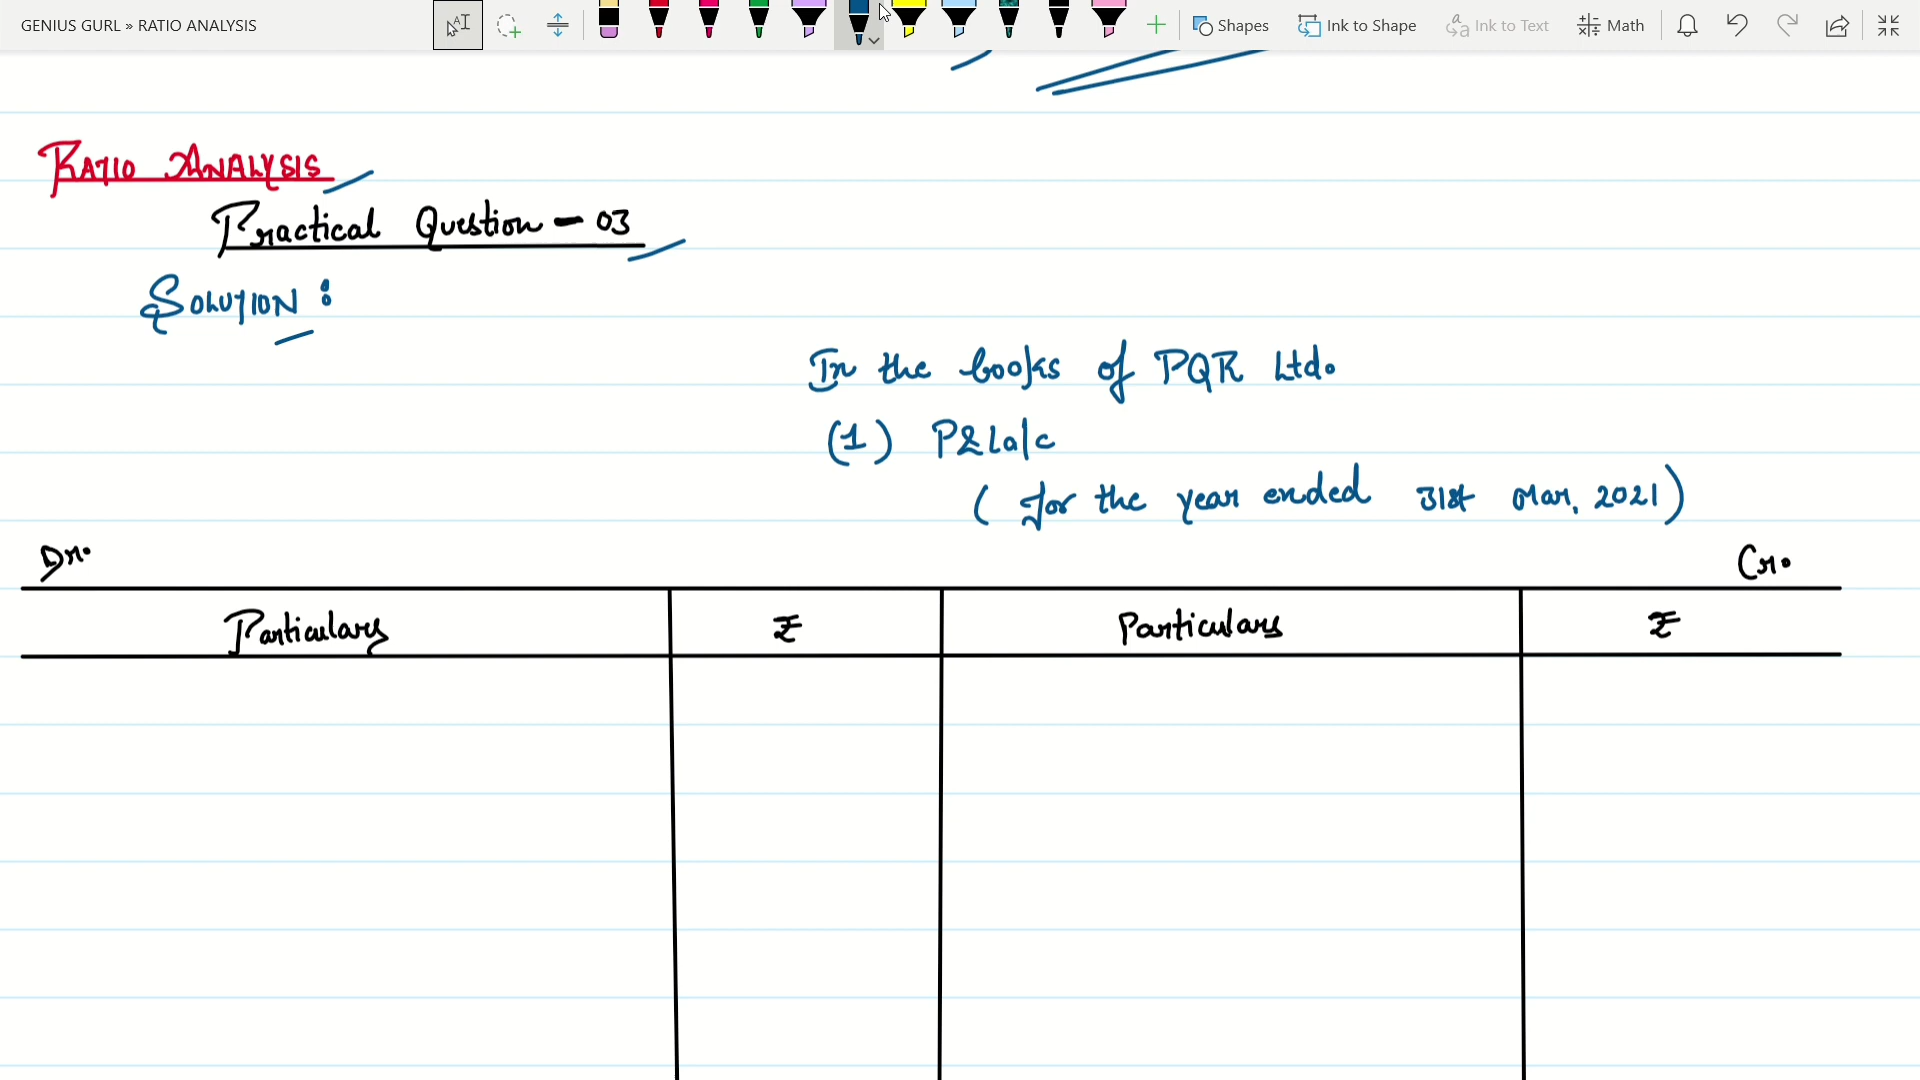 GENIUS GURL » RATIO ANALYSIS
Shapes
Ink to Shape
Ink to Text
Math
RATIO ANALYSIS
Practical Question - 03
SOLUTION :
In the books of PQR Ltd.
(1) P&La/c
( for the year ended 31st Mar, 2021)
Dr. Cr.
Particulars ₹ Particulars ₹